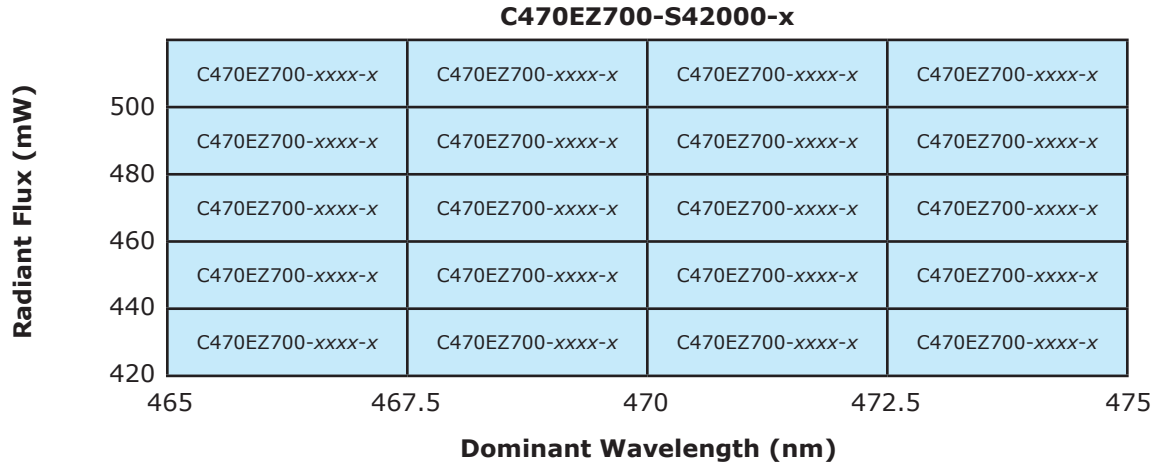 C470EZ700-S42000-x
Radiant Flux (mW)
C470EZ700-xxxx-x C470EZ700-xxxx-x C470EZ700-xxxx-x C470EZ700-xxxx-x
500
C470EZ700-xxxx-x C470EZ700-xxxx-x C470EZ700-xxxx-x C470EZ700-xxxx-x
480
C470EZ700-xxxx-x C470EZ700-xxxx-x C470EZ700-xxxx-x C470EZ700-xxxx-x
460
C470EZ700-xxxx-x C470EZ700-xxxx-x C470EZ700-xxxx-x C470EZ700-xxxx-x
440
C470EZ700-xxxx-x C470EZ700-xxxx-x C470EZ700-xxxx-x C470EZ700-xxxx-x
420
465 467.5 470 472.5 475
Dominant Wavelength (nm)